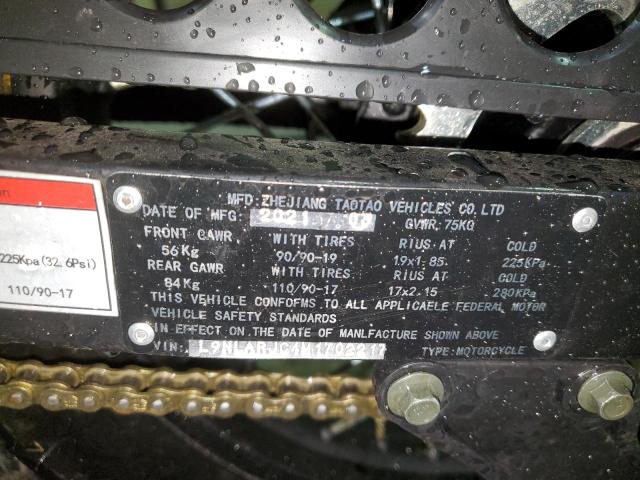 225Kpa(32.6Psi)
110/90-17
MFD.ZHEJIANG TAOTAO VEHICLES CO.LTD
DATE OF MFG: 2021
GVWR. 75KG
FRONT GAWR. WITH TIRES RIUS AT COLD
56Kg 90/90-19 1.9x1.85 225KPa
REAR GAWR WITH TIRES RIUS AT COLD
84Kg 110/90-17 17x2.15 280KPa
THIS VEHICLE CONFOFMS TO ALL APPLICAELE FEDERAL MOTOR
VEHICLE SAFETY STANDARDS
IN EFFECT ON THE DATE OF MANLFACTURE SHOWN ABOVE
VIN: TYPE:MOTORCYCLE